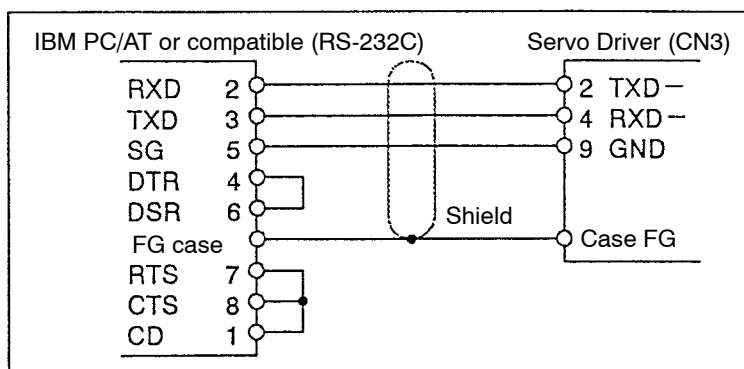 IBM PC/AT or compatible (RS-232C) Servo Driver (CN3)
RXD 2 2 TXD−
TXD 3 4 RXD−
SG 5 9 GND
DTR 4
DSR 6 Shield
FG case Case FG
RTS 7
CTS 8
CD 1